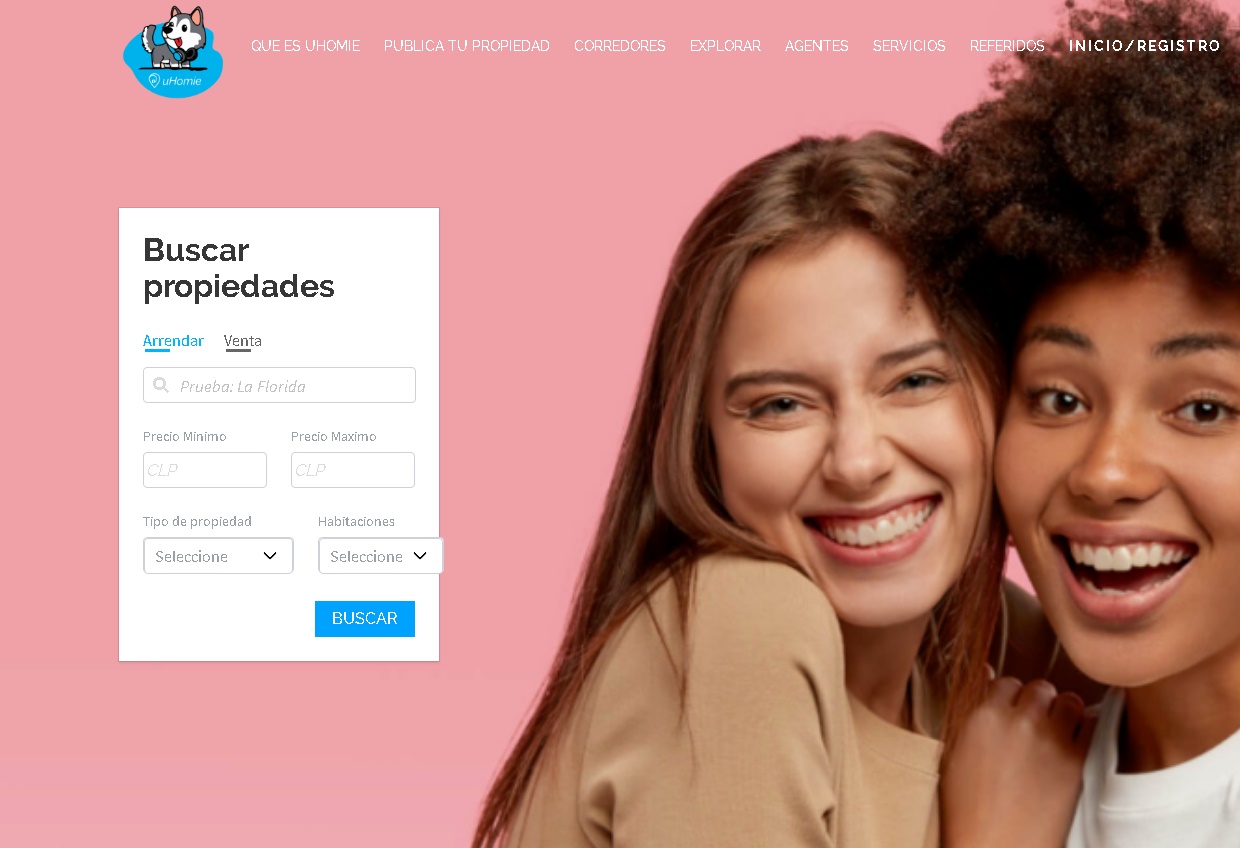 uHomie
QUE ES UHOMIE PUBLICA TU PROPIEDAD CORREDORES EXPLORAR AGENTES SERVICIOS REFERIDOS INICIO/REGISTRO
Buscar
propiedades
Arrendar Venta
Prueba: La Florida
Precio Minimo Precio Maximo
CLP CLP
Tipo de propiedad Habitaciones
Seleccione Seleccione
BUSCAR